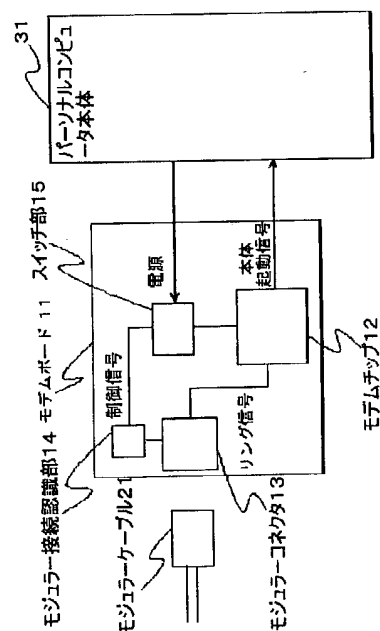 31
パーソナルコンピュ
ータ本体
スイッチ部15
モデムボード 11
モジュラー接続認識部14
電源
制御信号
本体
起動信号
リング信号
モジュラーケーブル21
モジュラーコネクタ13
モデムチップ12